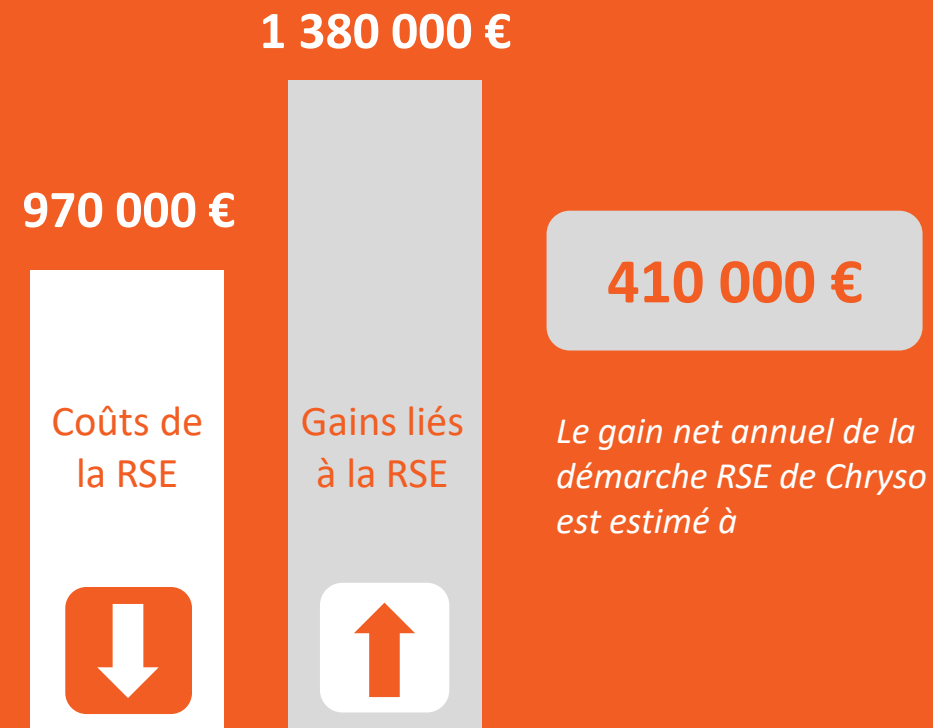 1 380 000 €
970 000 €
Coûts de
la RSE
Gains liés
à la RSE
410 000 €
Le gain net annuel de la
démarche RSE de Chryso
est estimé à